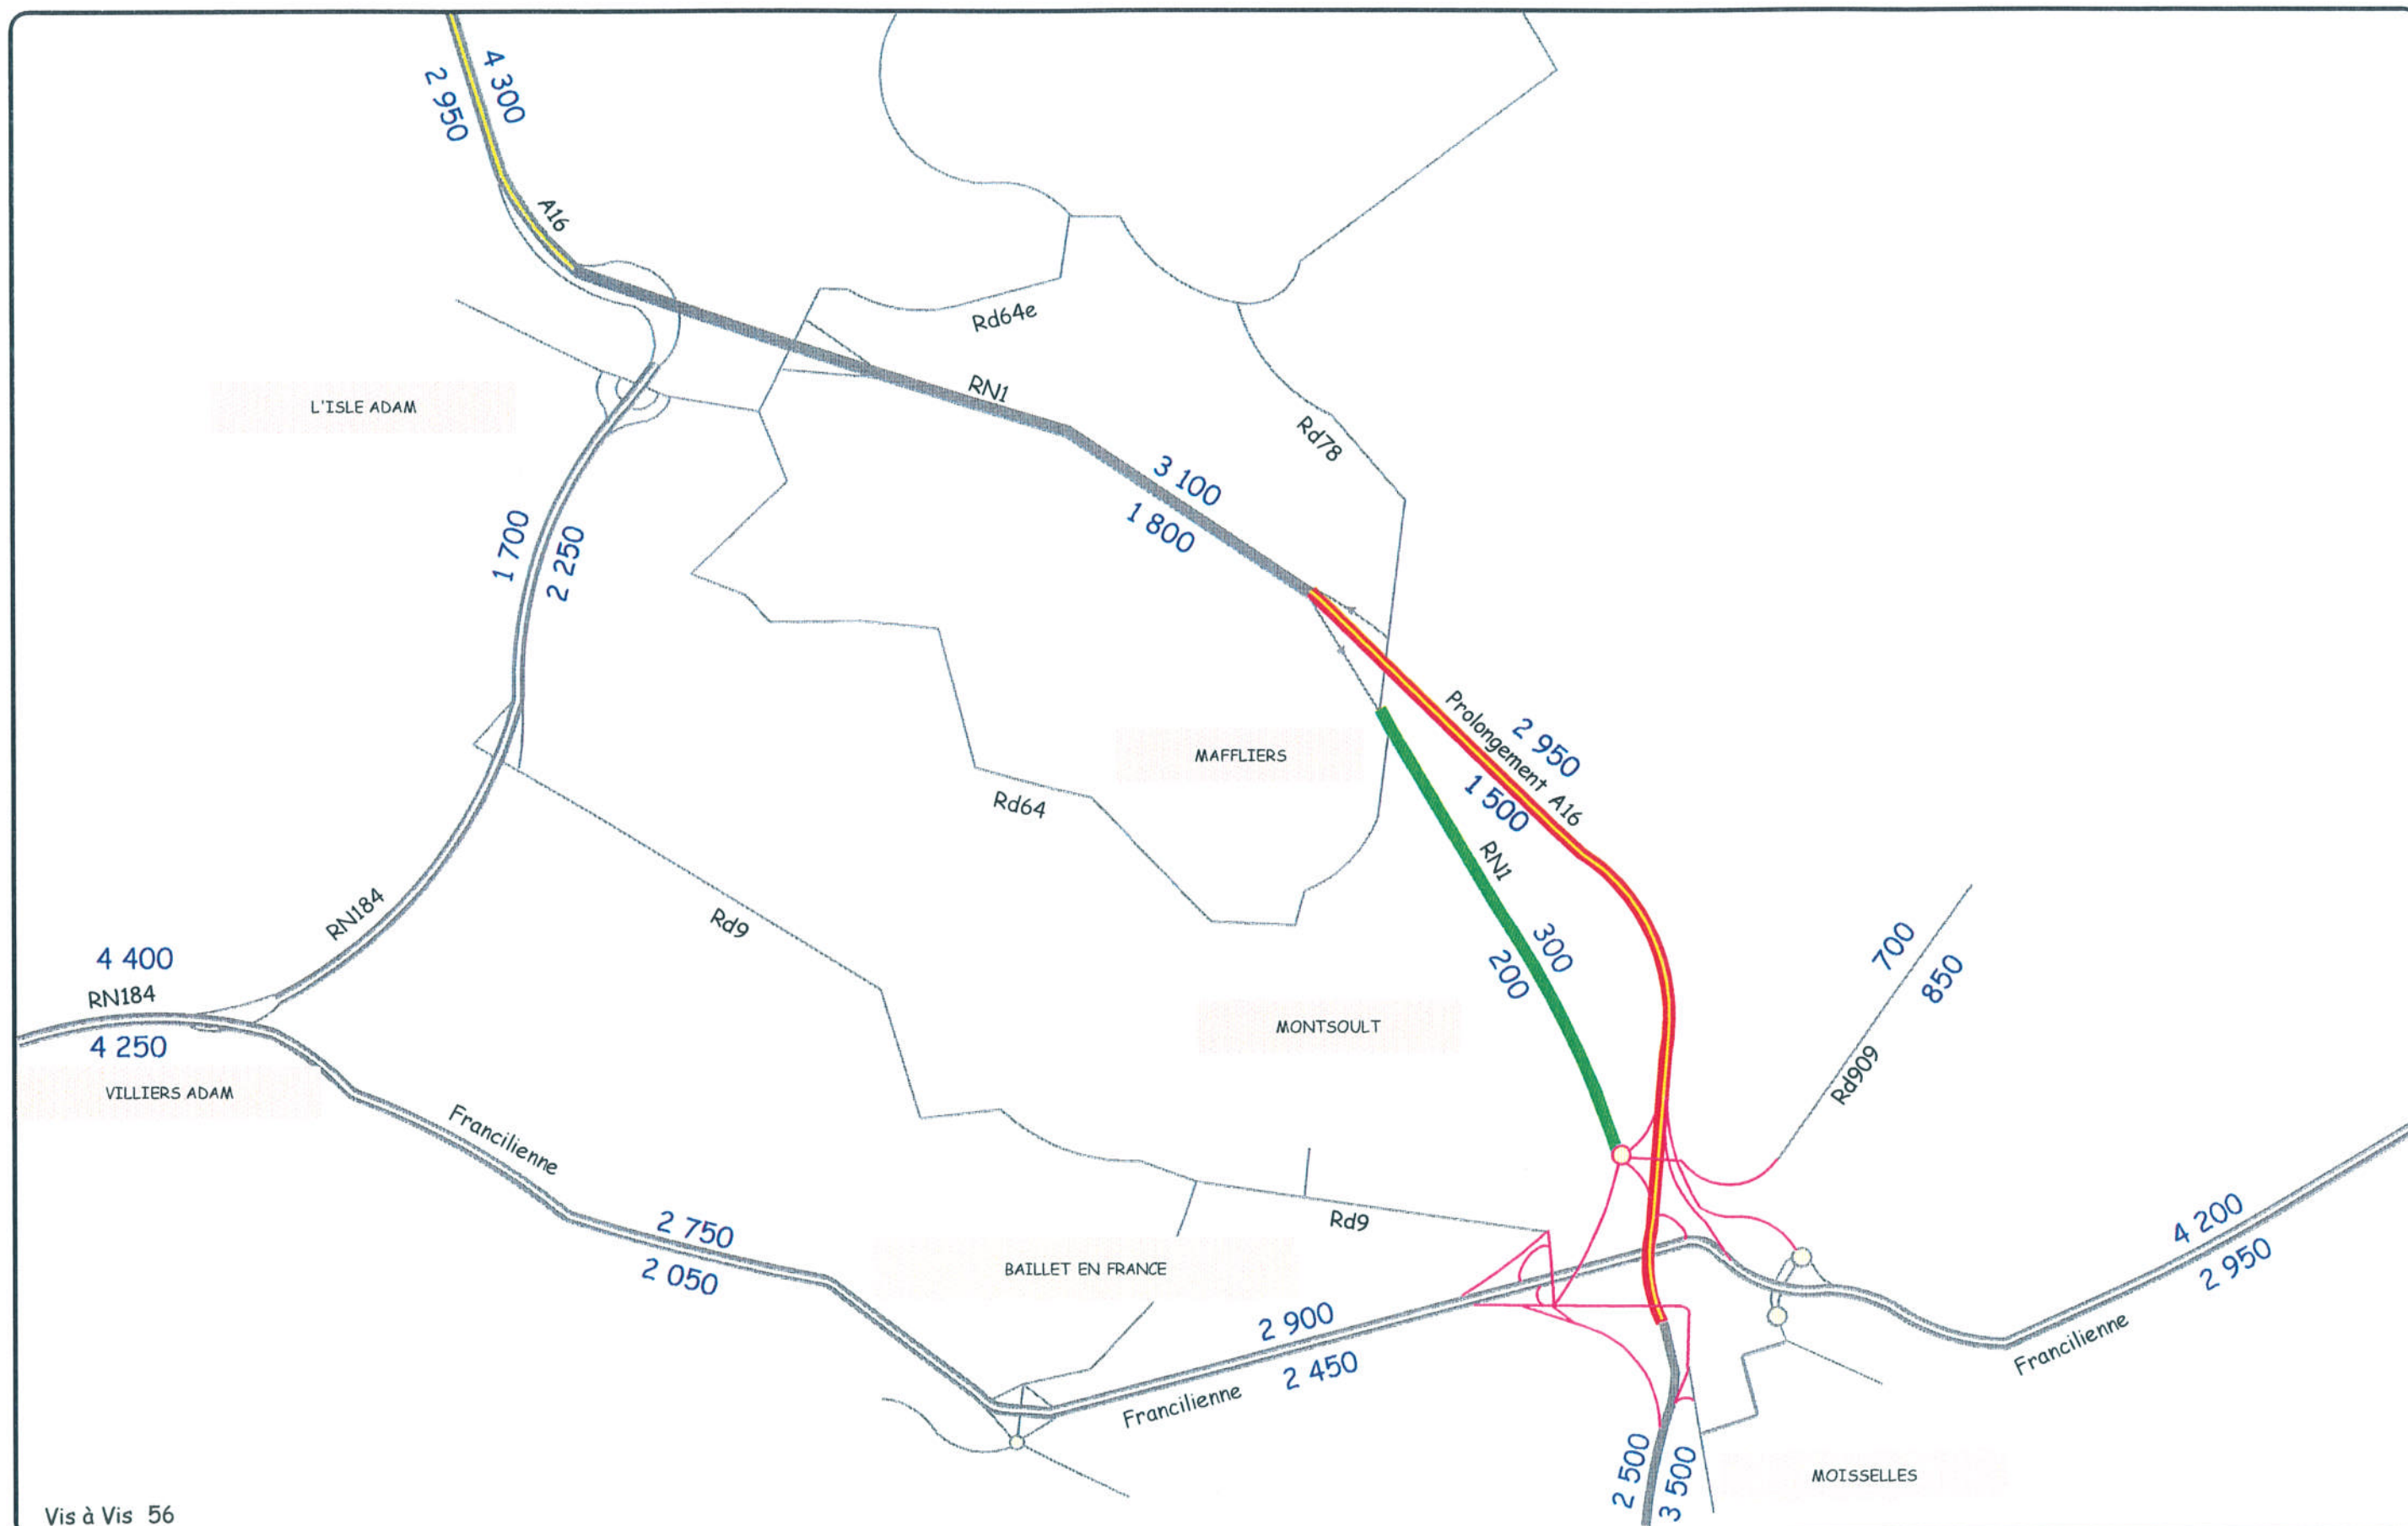 4 300
2 950
A16
Rd64e
RN1
L'ISLE ADAM
Rd78
3 100
1 800
1 700
2 250
Prolongement A16
2 950
1 500
MAFFLIERS
Rd64
RN1
RN184
Rd9
300
200
700
850
4 400
RN184
4 250
MONTSOULT
Rd909
VILLIERS ADAM
Francilienne
2 750
2 050
Rd9
BAILLET EN FRANCE
4 200
2 950
2 900
2 450
Francilienne
Francilienne
2 500
3 500
MOISSELLES
Vis à Vis 56